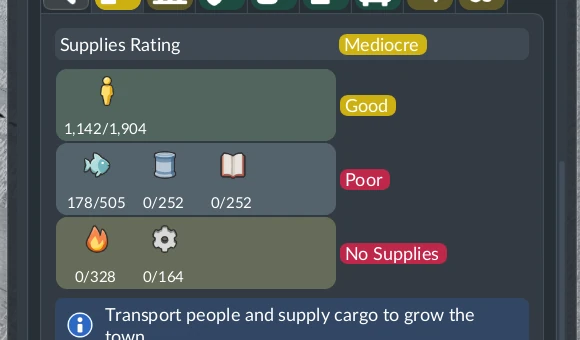 Supplies Rating Mediocre
1,142/1,904 Good
178/505 0/252 0/252 Poor
0/328 0/164 No Supplies
Transport people and supply cargo to grow the
town.